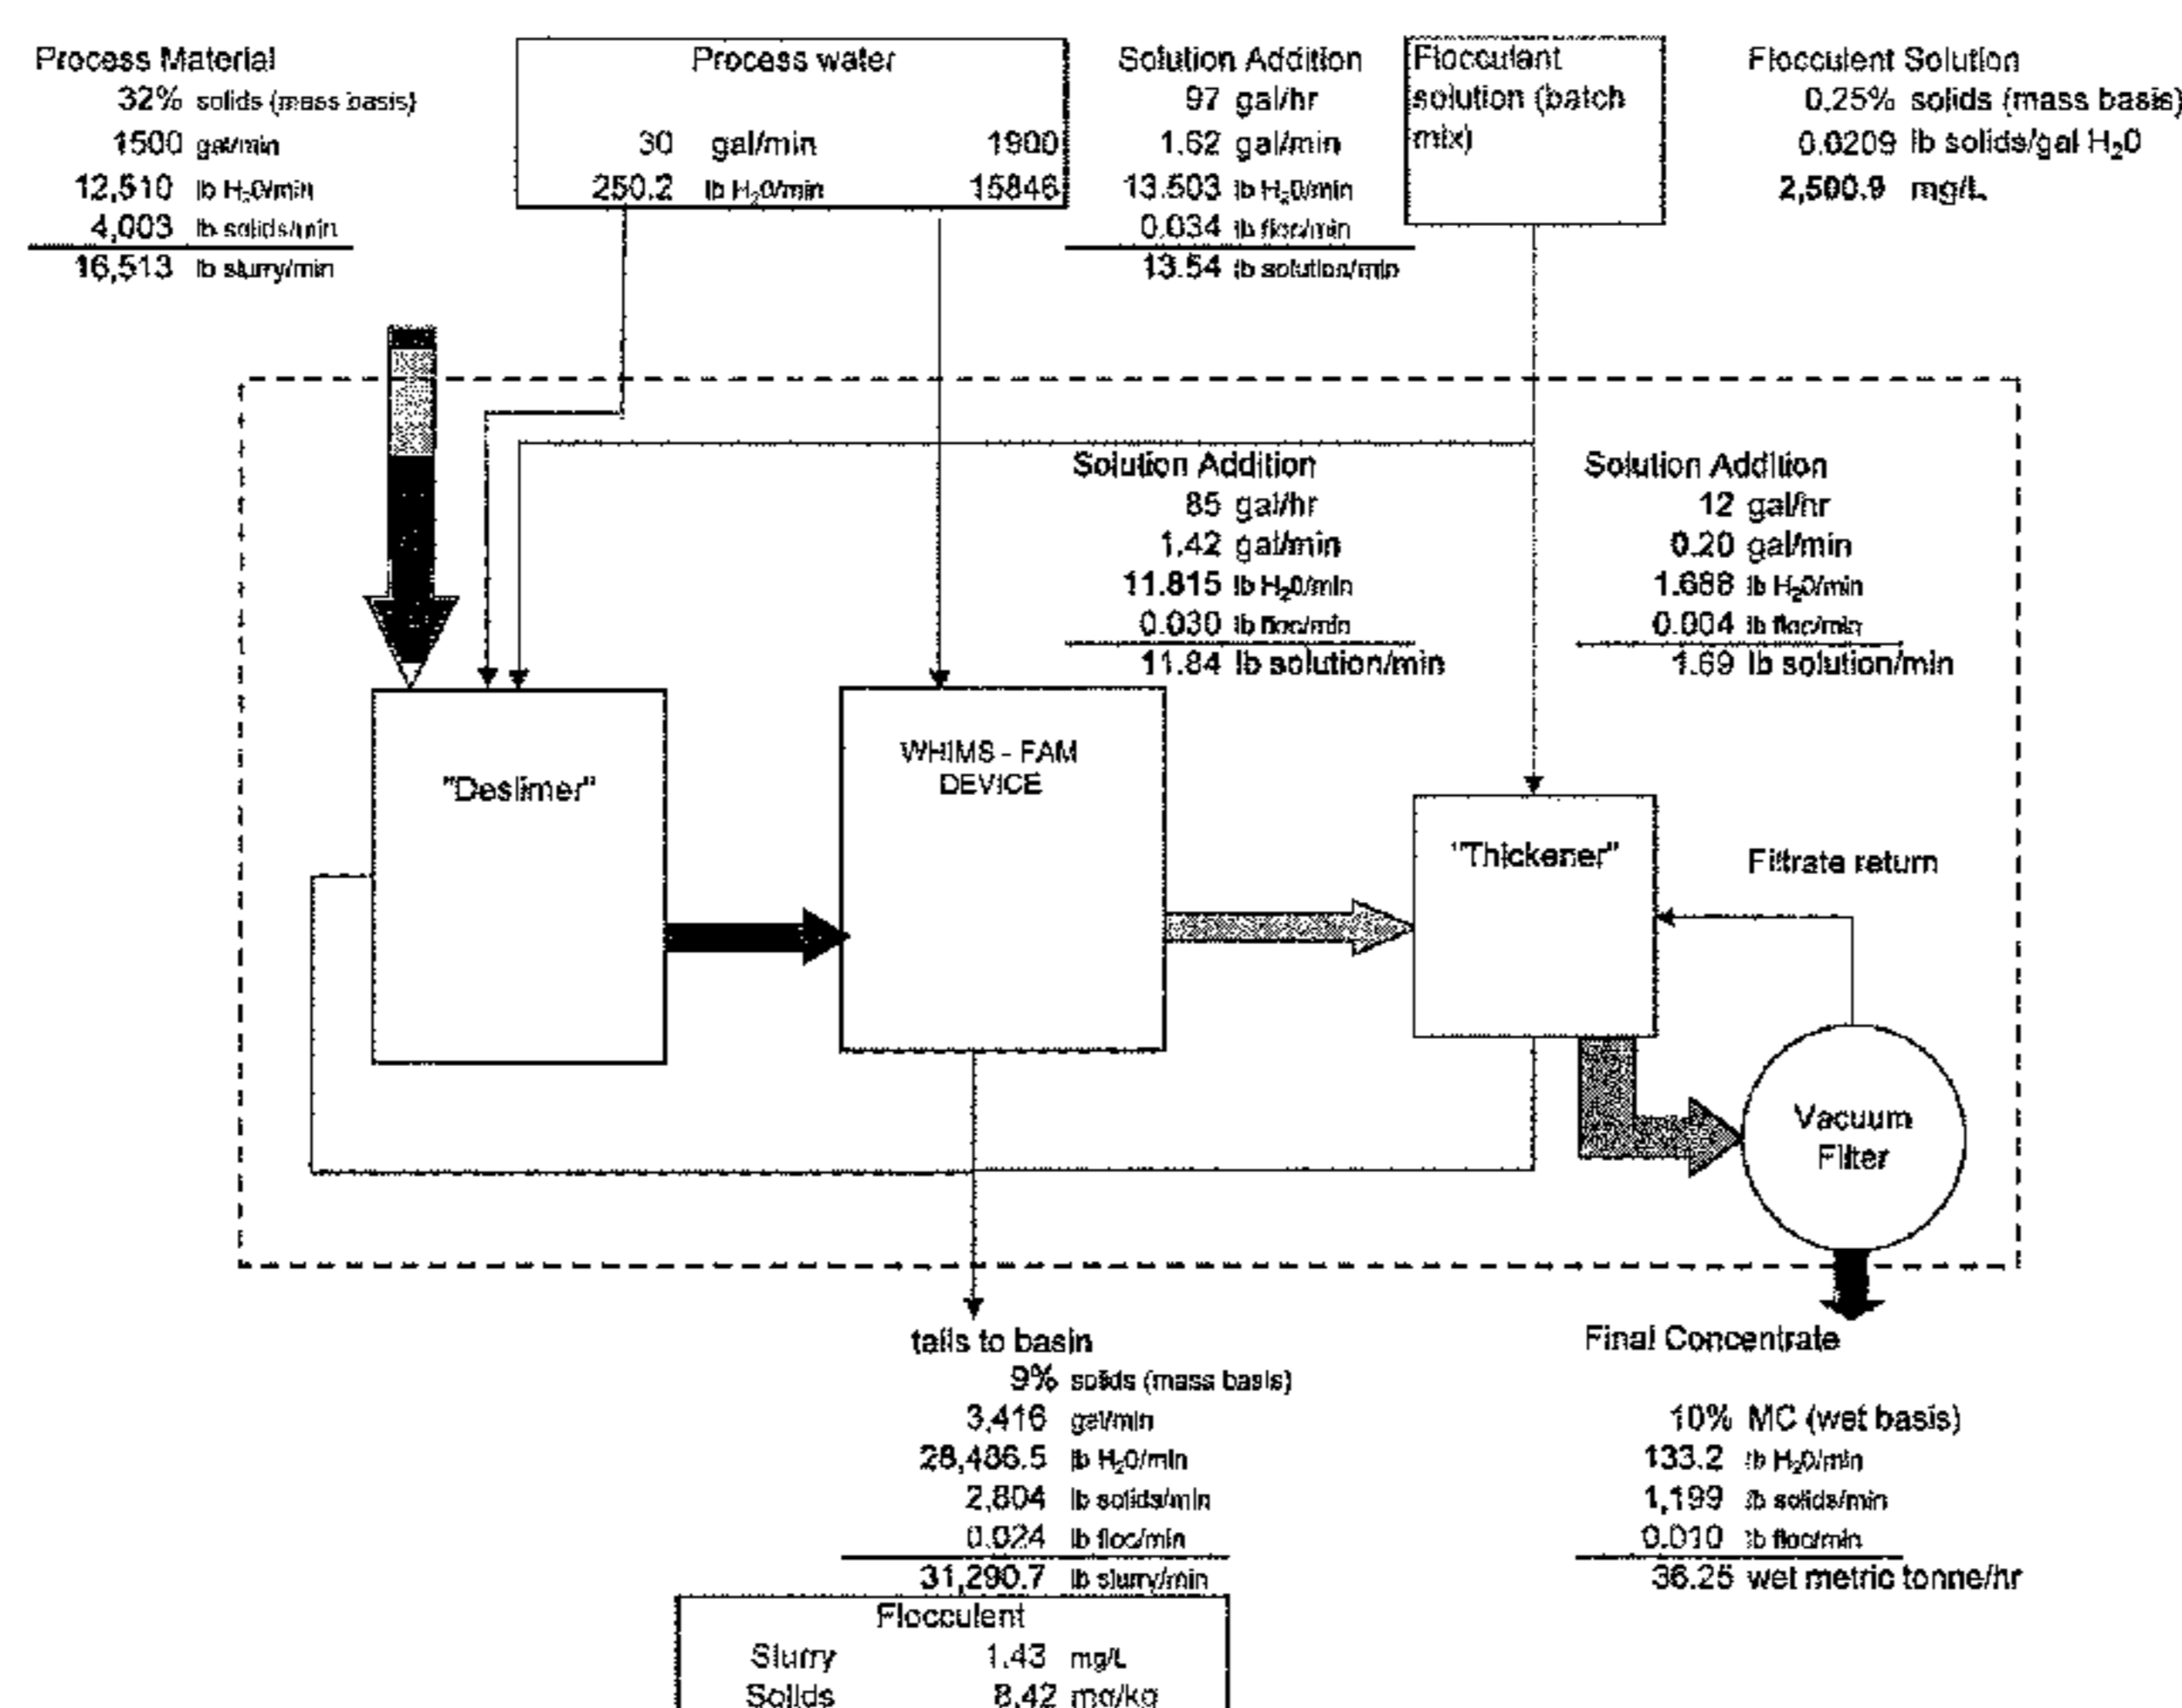 Process Material
32% solids (mass basis)
1500 gal/min
12,510 lb H₂0/min
4,003 lb solids/min
16,513 lb slurry/min
Process water
30 gal/min 1900
250.2 lb H₂0/min 15846
Solution Addition
97 gal/hr
1.62 gal/min
13.503 lb H₂0/min
0.034 lb floc/min
13.54 lb solution/min
Flocculant
solution (batch
mix)
Flocculent Solution
0.25% solids (mass basis)
0.0209 lb solids/gal H₂0
2,500.9 mg/L
Solution Addition
85 gal/hr
1.42 gal/min
11.815 lb H₂0/min
0.030 lb floc/min
11.84 lb solution/min
Solution Addition
12 gal/hr
0.20 gal/min
1.688 lb H₂0/min
0.004 lb floc/min
1.69 lb solution/min
"Deslimer"
WHIMS - FAM
DEVICE
"Thickener"
Filtrate return
Vacuum
Filter
tails to basin
9% solids (mass basis)
3,416 gal/min
28,486.5 lb H₂0/min
2,804 lb solids/min
0.024 lb floc/min
31,290.7 lb slurry/min
Final Concentrate
10% MC (wet basis)
133.2 lb H₂0/min
1,199 lb solids/min
0.010 lb floc/min
36.25 wet metric tonne/hr
Flocculent
Slurry 1.43 mg/L
Solids 8.42 mg/kg